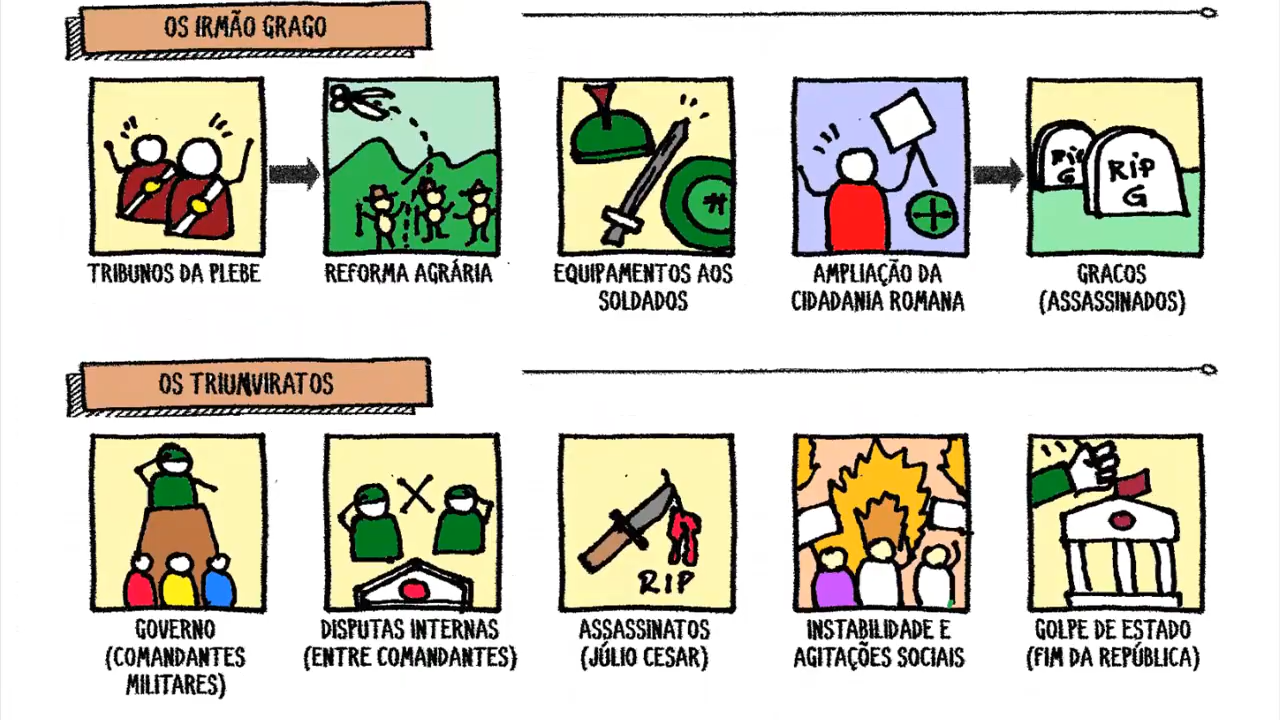 OS IRMÃO GRAGO
RIP
G
RIP
G
TRIBUNOS DA PLEBE
REFORMA AGRÁRIA
EQUIPAMENTOS AOS
SOLDADOS
AMPLIAÇÃO DA
CIDADANIA ROMANA
GRACOS
(ASSASSINADOS)
OS TRIUNVIRATOS
RIP
GOVERNO
(COMANDANTES
MILITARES)
DISPUTAS INTERNAS
(ENTRE COMANDANTES)
ASSASSINATOS
(JÚLIO CESAR)
INSTABILIDADE E
AGITAÇÕES SOCIAIS
GOLPE DE ESTADO
(FIM DA REPÚBLICA)